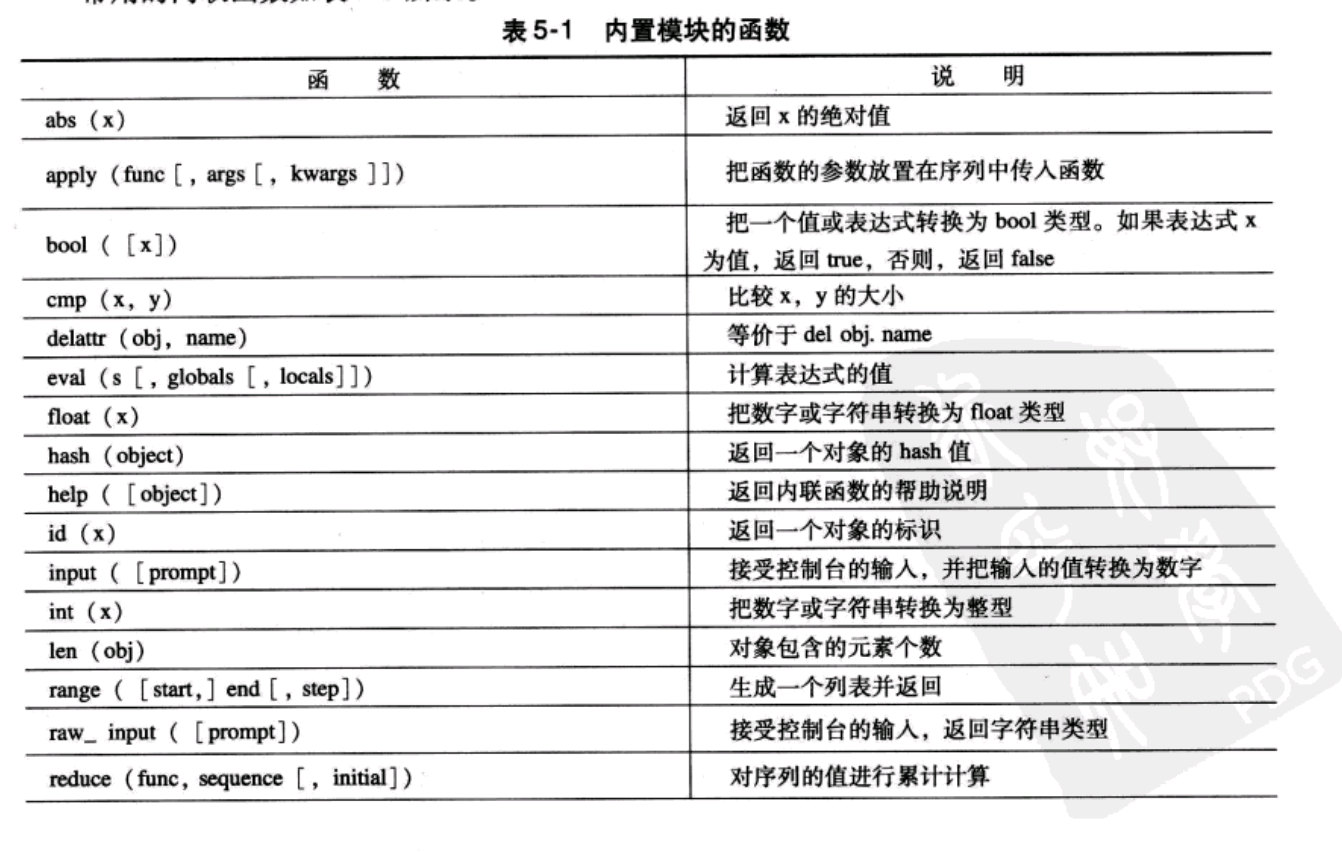 表 5-1 内置模块的函数
函 数 说 明
abs (x) 返回 x 的绝对值
apply (func [, args [, kwargs ]]) 把函数的参数放置在序列中传入函数
bool ( [x]) 把一个值或表达式转换为 bool 类型。如果表达式 x
为值，返回 true，否则，返回 false
cmp (x, y) 比较 x，y 的大小
delattr (obj, name) 等价于 del obj. name
eval (s [, globals [, locals]]) 计算表达式的值
float (x) 把数字或字符串转换为 float 类型
hash (object) 返回一个对象的 hash 值
help ( [object]) 返回内联函数的帮助说明
id (x) 返回一个对象的标识
input ( [prompt]) 接受控制台的输入，并把输入的值转换为数字
int (x) 把数字或字符串转换为整型
len (obj) 对象包含的元素个数
range ( [start,] end [, step]) 生成一个列表并返回
raw_ input ( [prompt]) 接受控制台的输入，返回字符串类型
reduce (func, sequence [, initial]) 对序列的值进行累计计算
PDG